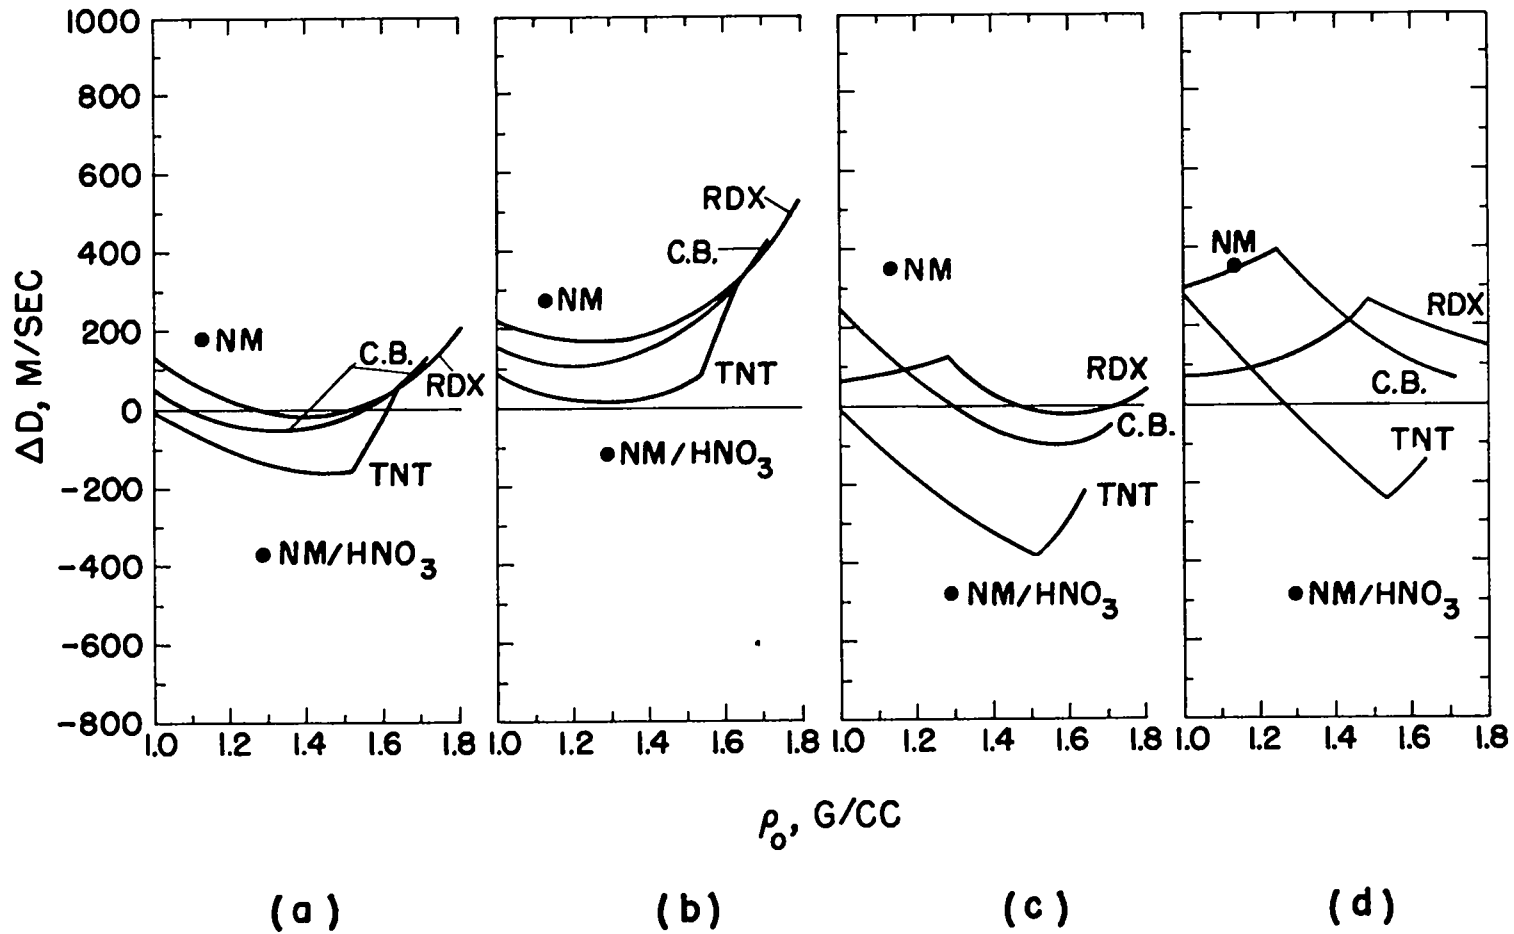 1000
800
600
400
200
0
-200
-400
-600
-800
ΔD, M/SEC
NM
C.B.
RDX
TNT
NM/HNO3
1.0 1.2 1.4 1.6 1.8
RDX
C.B.
NM
TNT
NM/HNO3
1.0 1.2 1.4 1.6 1.8
NM
RDX
C.B.
TNT
NM/HNO3
1.0 1.2 1.4 1.6 1.8
NM
RDX
C.B.
TNT
NM/HNO3
1.0 1.2 1.4 1.6 1.8
ρo, G/CC
(a) (b) (c) (d)